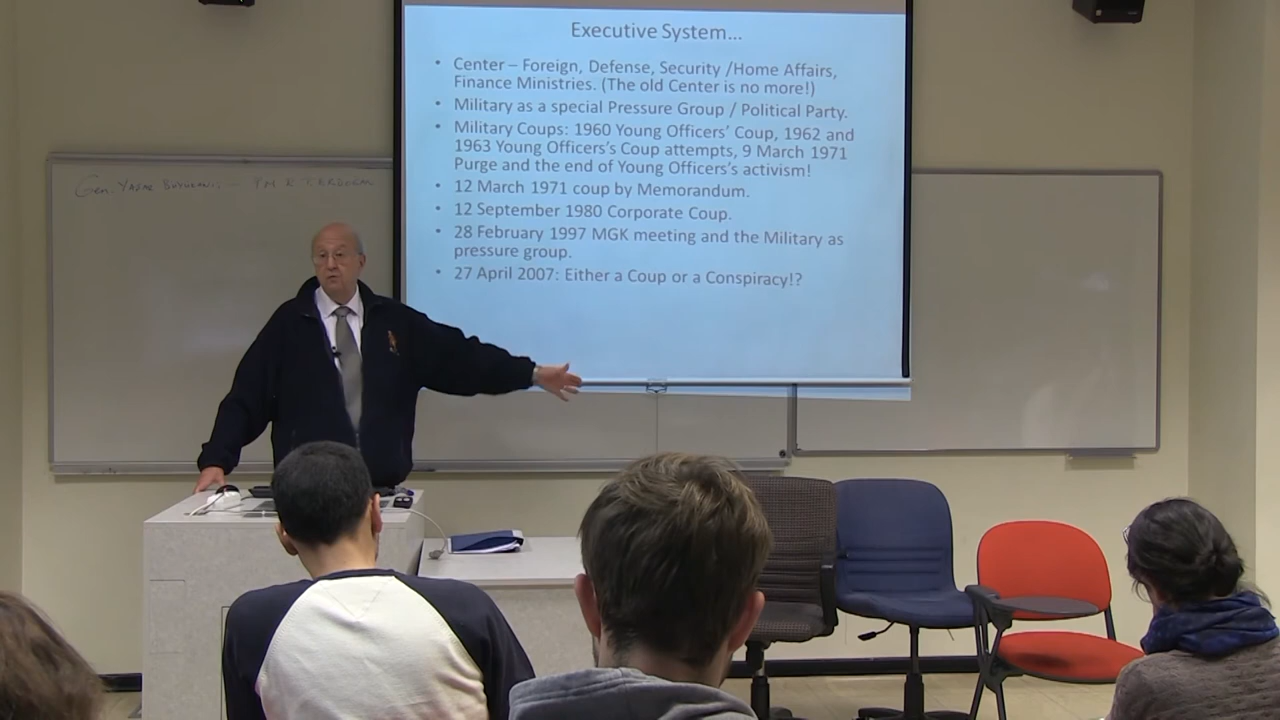 Executive System...
• Center – Foreign, Defense, Security /Home Affairs,
Finance Ministries. (The old Center is no more!)
• Military as a special Pressure Group / Political Party.
• Military Coups: 1960 Young Officers' Coup, 1962 and
1963 Young Officers's Coup attempts, 9 March 1971
Purge and the end of Young Officers's activism!
• 12 March 1971 coup by Memorandum.
• 12 September 1980 Corporate Coup.
• 28 February 1997 MGK meeting and the Military as
pressure group.
• 27 April 2007: Either a Coup or a Conspiracy!?
Gen. YAŞAR